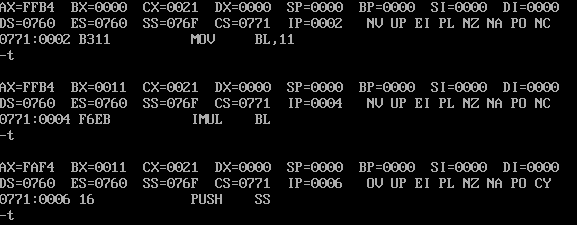 AX=FFB4 BX=0000 CX=0021 DX=0000 SP=0000 BP=0000 SI=0000 DI=0000
DS=0760 ES=0760 SS=076F CS=0771 IP=0002 NV UP EI PL NZ NA PO NC
0771:0002 B311 MOV BL,11
-t
AX=FFB4 BX=0011 CX=0021 DX=0000 SP=0000 BP=0000 SI=0000 DI=0000
DS=0760 ES=0760 SS=076F CS=0771 IP=0004 NV UP EI PL NZ NA PO NC
0771:0004 F6EB IMUL BL
-t
AX=FAF4 BX=0011 CX=0021 DX=0000 SP=0000 BP=0000 SI=0000 DI=0000
DS=0760 ES=0760 SS=076F CS=0771 IP=0006 OV UP EI PL NZ NA PO CY
0771:0006 16 PUSH SS
-t